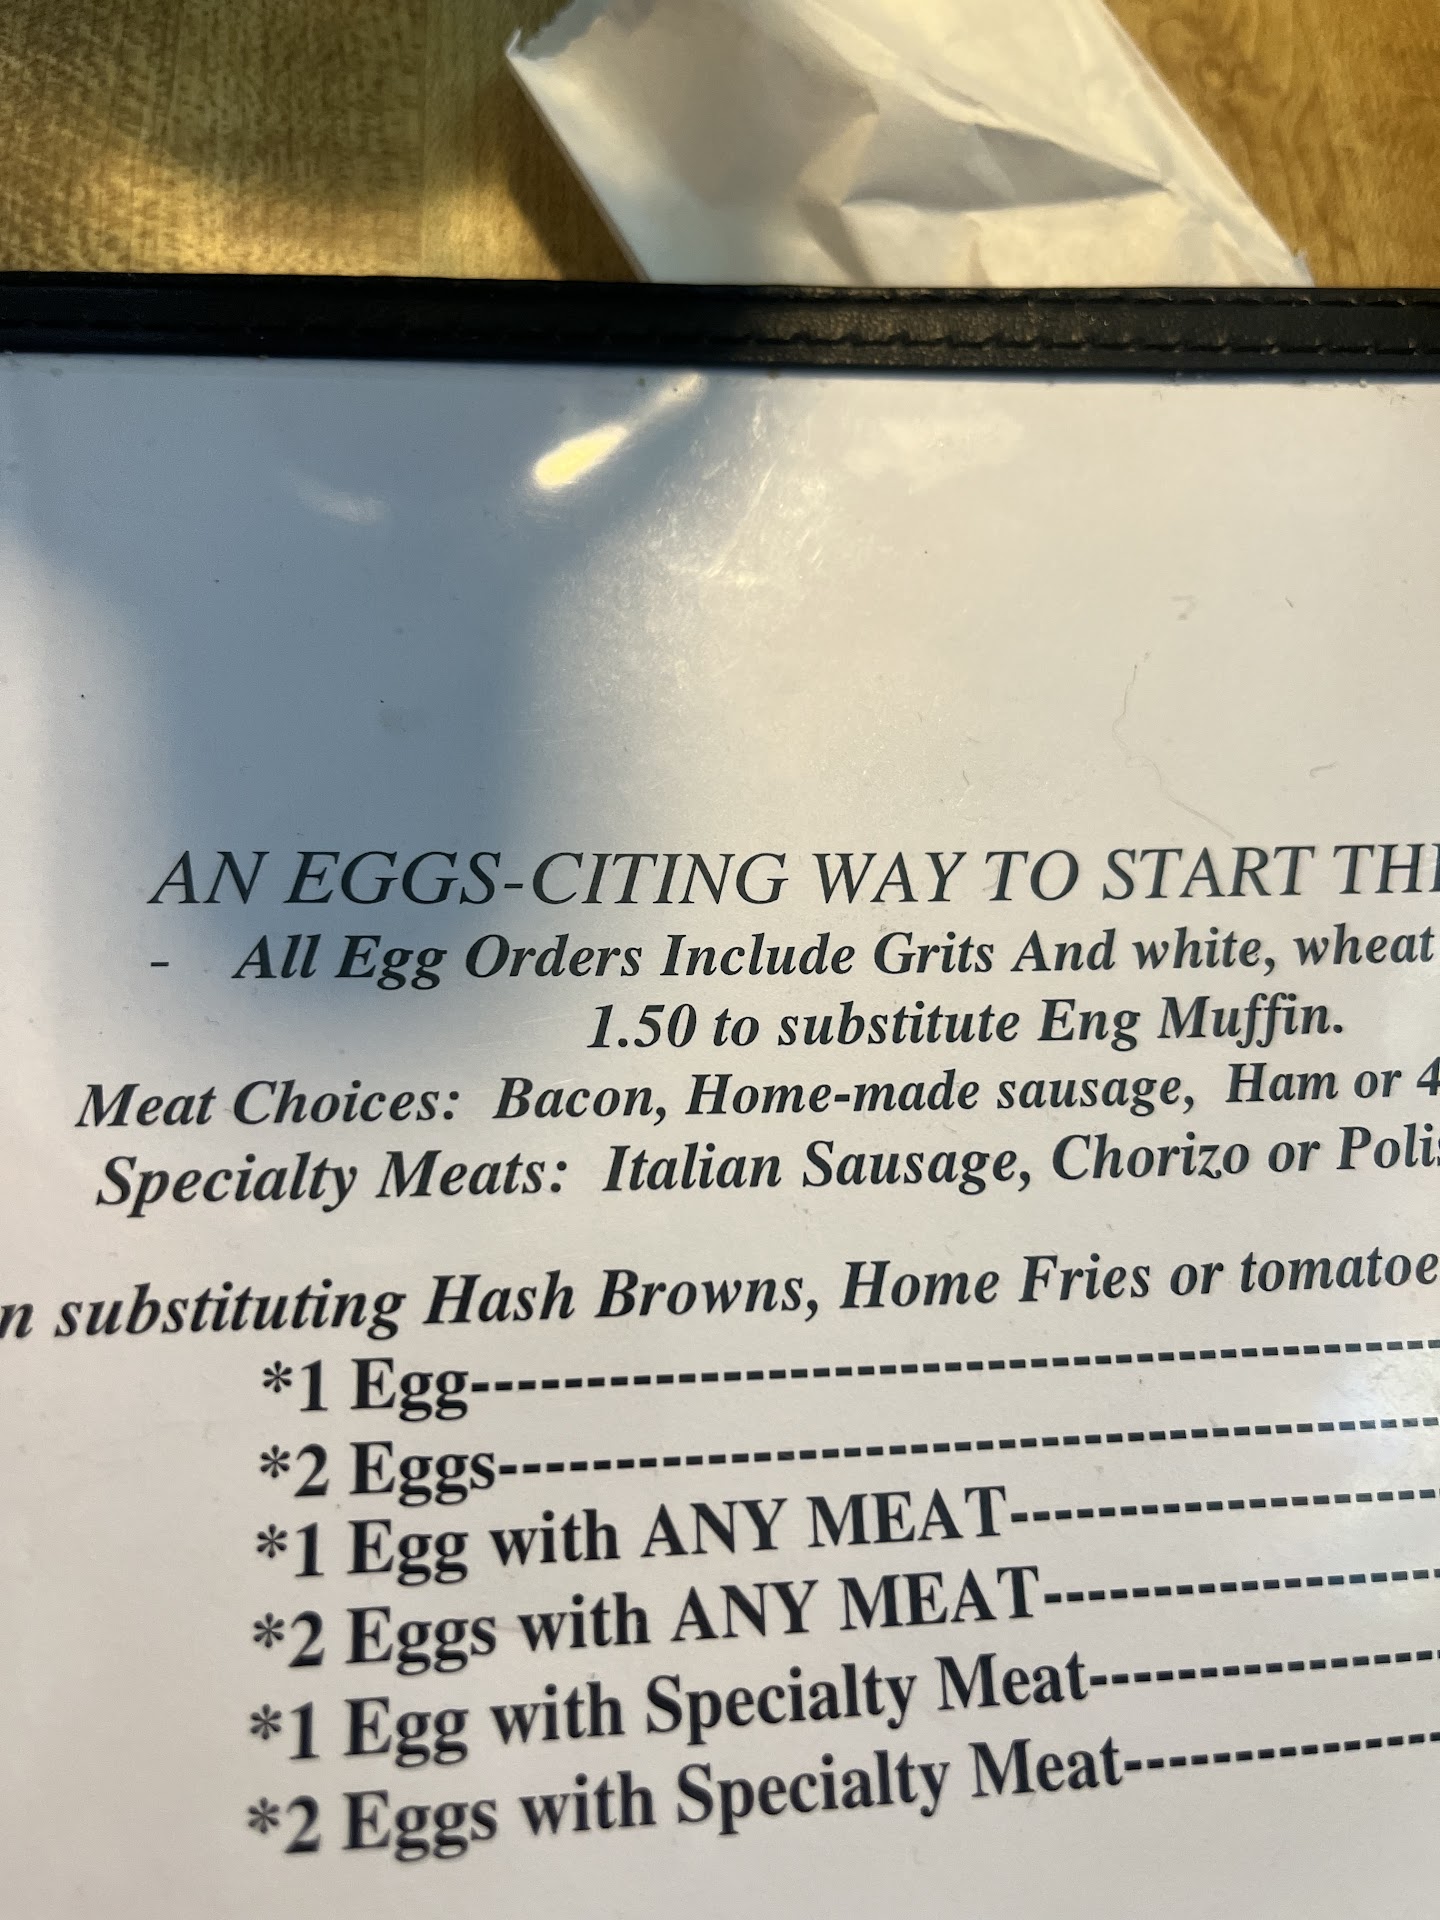 AN EGGS-CITING WAY TO START
- All Egg Orders Include Grits And white, wheat
1.50 to substitute Eng Muffin.
Meat Choices: Bacon, Home-made sausage, Ham or 4
Specialty Meats: Italian Sausage, Chorizo or
substituting Hash Browns, Home Fries or
*1 Egg--------------------------------------------
*2 Eggs------------------------------------------
*1 Egg with ANY MEAT-------------------
*2 Eggs with ANY MEAT-----------------
*1 Egg with Specialty Meat---------------
*2 Eggs with Specialty Meat--------------